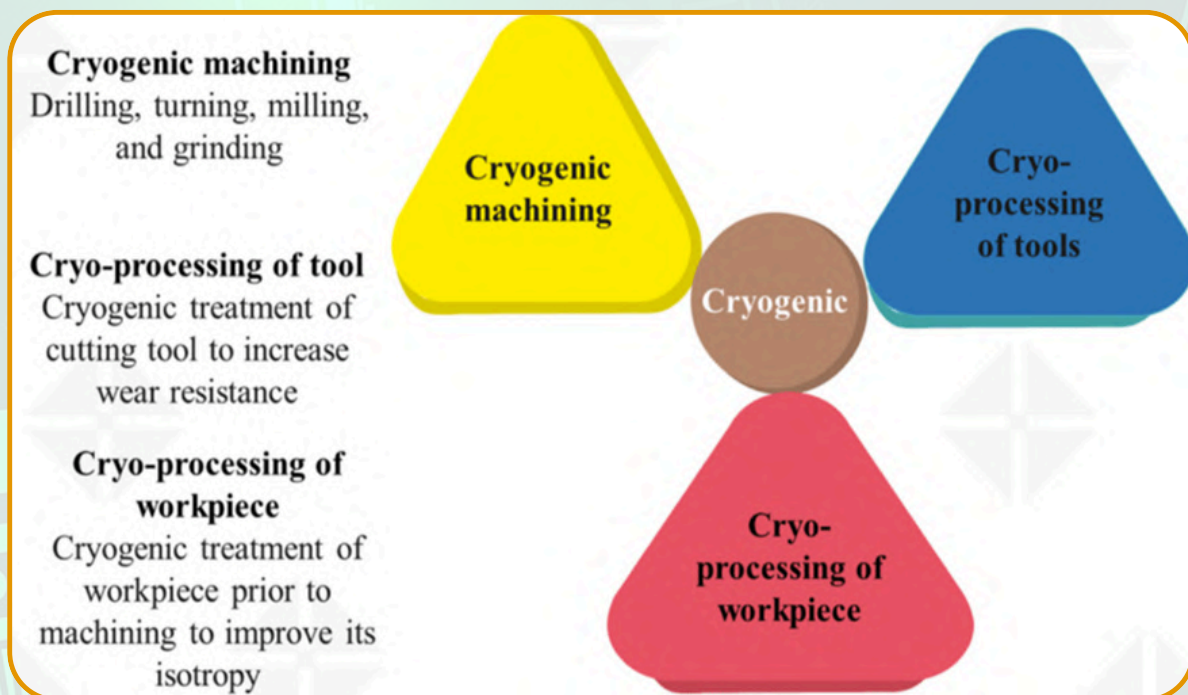 Cryogenic machining
Drilling, turning, milling,
and grinding
Cryo-processing of tool
Cryogenic treatment of
cutting tool to increase
wear resistance
Cryo-processing of
workpiece
Cryogenic treatment of
workpiece prior to
machining to improve its
isotropy
Cryogenic
machining
Cryo-
processing
of tools
Cryogenic
Cryo-
processing of
workpiece